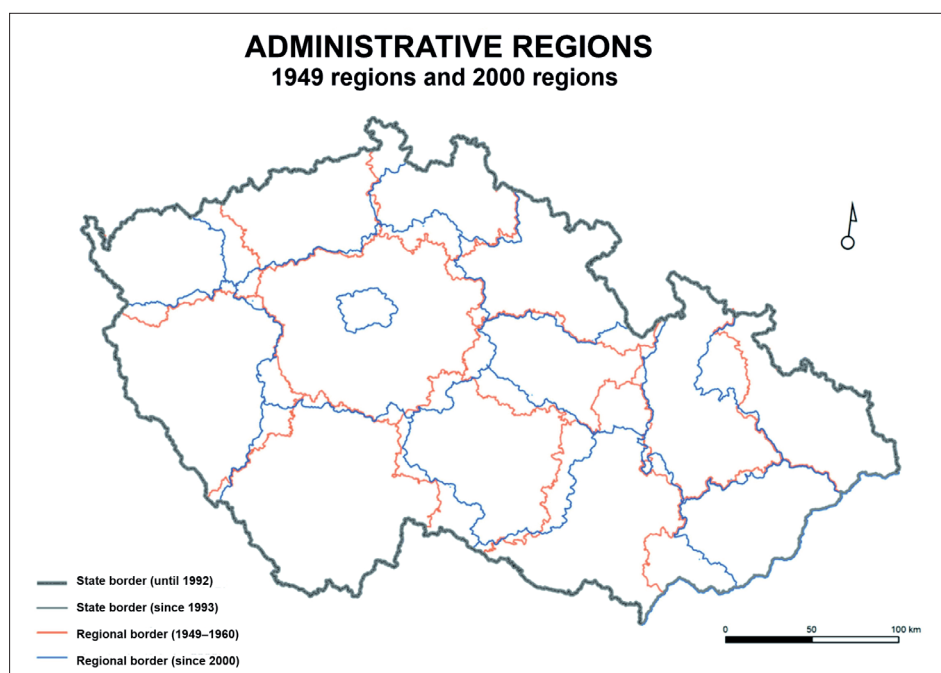 ADMINISTRATIVE REGIONS
1949 regions and 2000 regions
State border (until 1992)
State border (since 1993)
Regional border (1949–1960)
Regional border (since 2000)
0 50 100 km